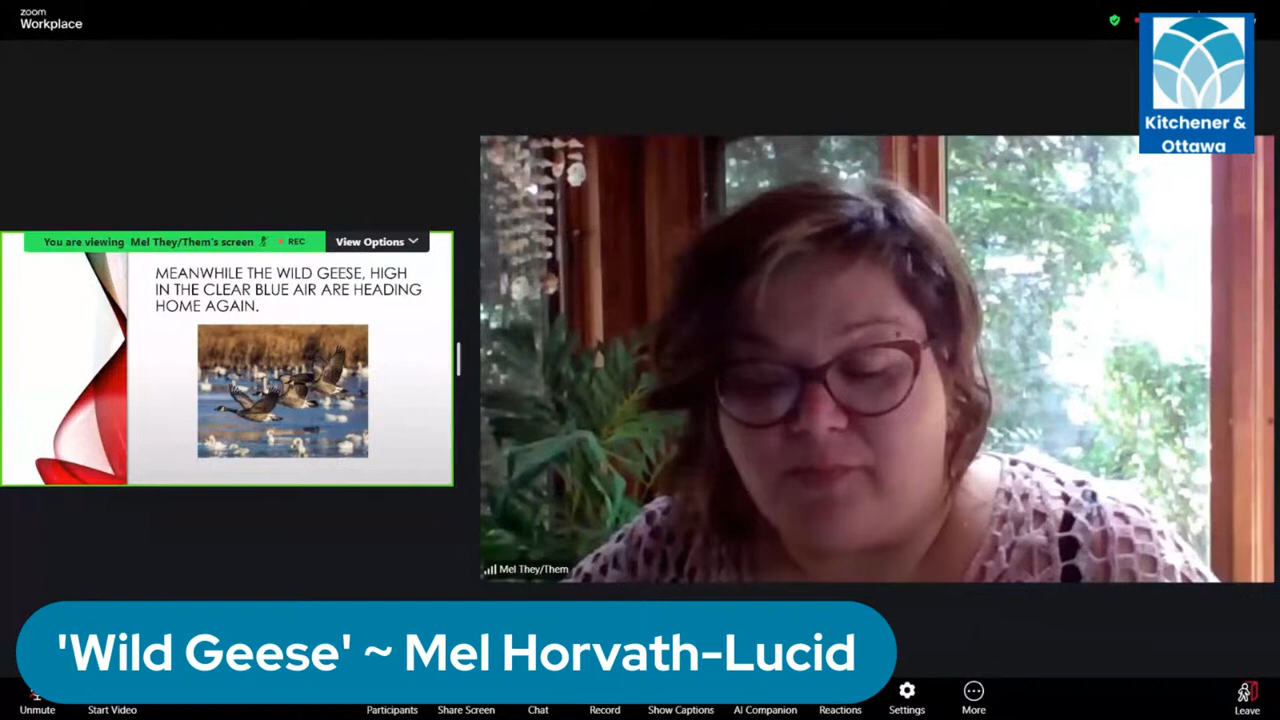 zoom
Workplace
Kitchener &
Ottawa
You are viewing Mel They/Them's screen
REC
View Options
MEANWHILE THE WILD GEESE, HIGH
IN THE CLEAR BLUE AIR ARE HEADING
HOME AGAIN.
Mel They/Them
'Wild Geese' ~ Mel Horvath-Lucid
Unmute
Start Video
Participants
Share Screen
Chat
Record
Show Captions
AI Companion
Reactions
Settings
More
Leave